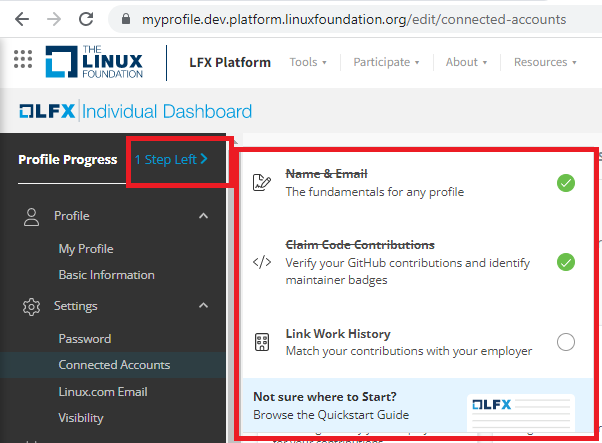 myprofile.dev.platform.linuxfoundation.org/edit/connected-accounts
THE
LINUX
FOUNDATION
LFX Platform Tools Participate About Resources
LFX Individual Dashboard
Profile Progress 1 Step Left
Name & Email
The fundamentals for any profile
Profile
Claim Code Contributions
My Profile
Verify your GitHub contributions and identify
Basic Information
maintainer badges
Settings
Link Work History
Password
Match your contributions with your employer
Connected Accounts
Linux.com Email
Not sure where to Start?
Visibility
Browse the Quickstart Guide
LFX